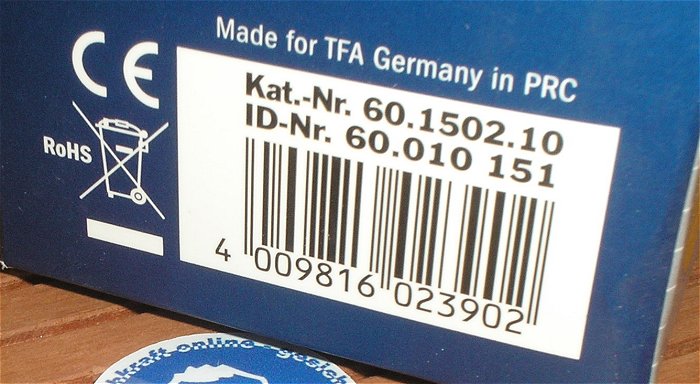 Made for TFA Germany in PRC
CE
Kat.-Nr. 60.1502.10
ID-Nr. 60.010 151
RoHS
4 009816 023902